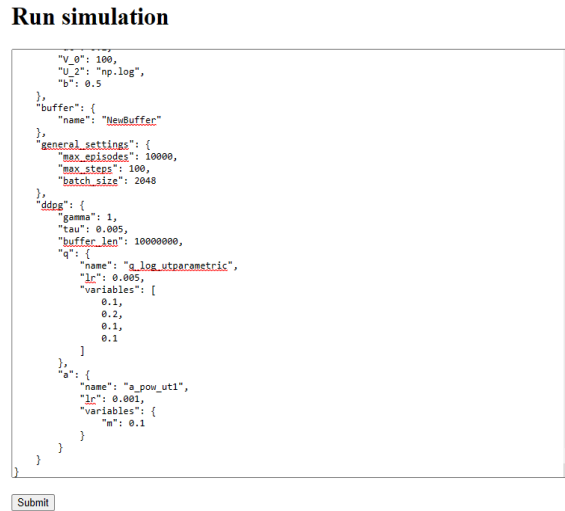 Run simulation
"V_0": 100,
"U_2": "np.log",
"b": 0.5
},
"buffer": {
"name": "NewBuffer"
},
"general_settings": {
"max_episodes": 10000,
"max_steps": 100,
"batch_size": 2048
},
"ddpg": {
"gamma": 1,
"tau": 0.005,
"buffer_len": 10000000,
"q": {
"name": "q_log_utparametric",
"lr": 0.005,
"variables": [
0.1,
0.2,
0.1,
0.1
]
},
"a": {
"name": "a_pow_ut1",
"lr": 0.001,
"variables": {
"m": 0.1
}
}
}
}
Submit